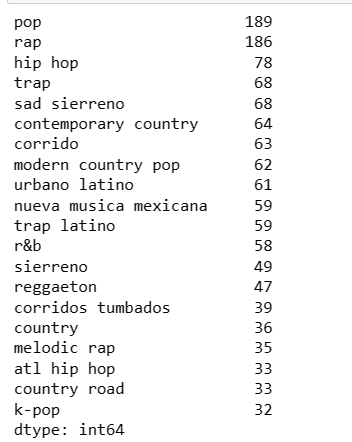 pop 189
rap 186
hip hop 78
trap 68
sad sierreno 68
contemporary country 64
corrido 63
modern country pop 62
urbano latino 61
nueva musica mexicana 59
trap latino 59
r&b 58
sierreno 49
reggaeton 47
corridos tumbados 39
country 36
melodic rap 35
atl hip hop 33
country road 33
k-pop 32
dtype: int64